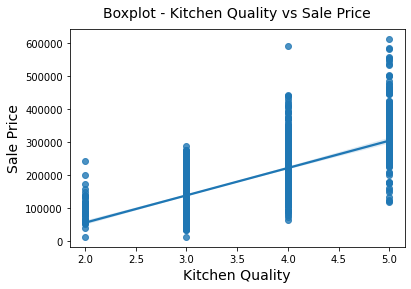 Boxplot - Kitchen Quality vs Sale Price
600000
500000
400000
300000
200000
100000
0
Sale Price
2.0 2.5 3.0 3.5 4.0 4.5 5.0
Kitchen Quality